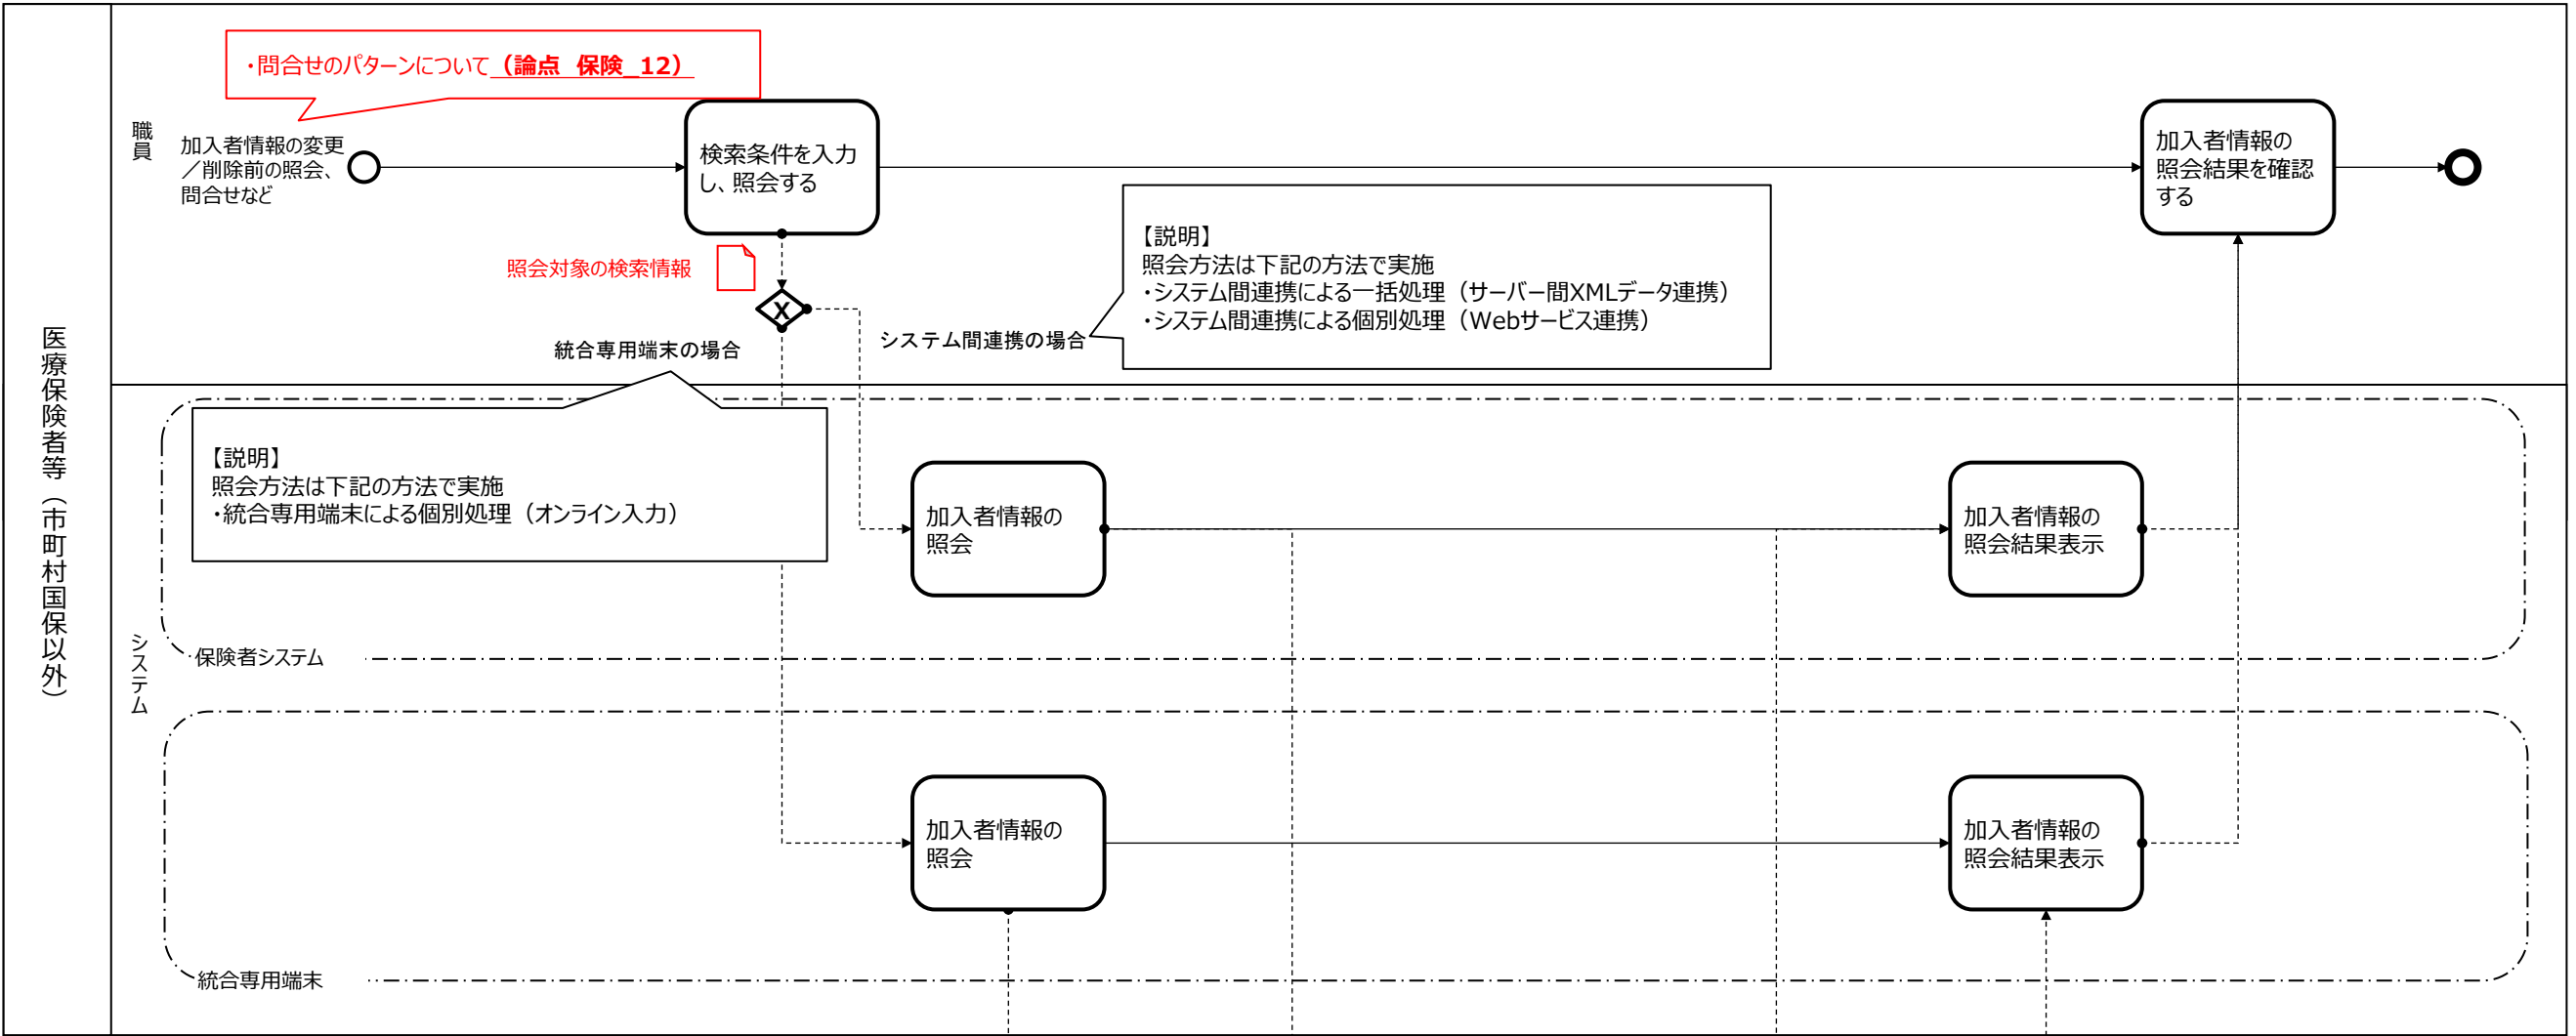 ・問合せのパターンについて（論点　保険_12）
医療保険者等（市町村国保以外）
職員
加入者情報の変更
／削除前の照会、
問合せなど
検索条件を入力
し、照会する
加入者情報の
照会結果を確認
する
照会対象の検索情報
X
【説明】
照会方法は下記の方法で実施
・システム間連携による一括処理（サーバー間XMLデータ連携）
・システム間連携による個別処理（Webサービス連携）
システム間連携の場合
統合専用端末の場合
【説明】
照会方法は下記の方法で実施
・統合専用端末による個別処理（オンライン入力）
システム
加入者情報の
照会
加入者情報の
照会結果表示
保険者システム
加入者情報の
照会
加入者情報の
照会結果表示
統合専用端末